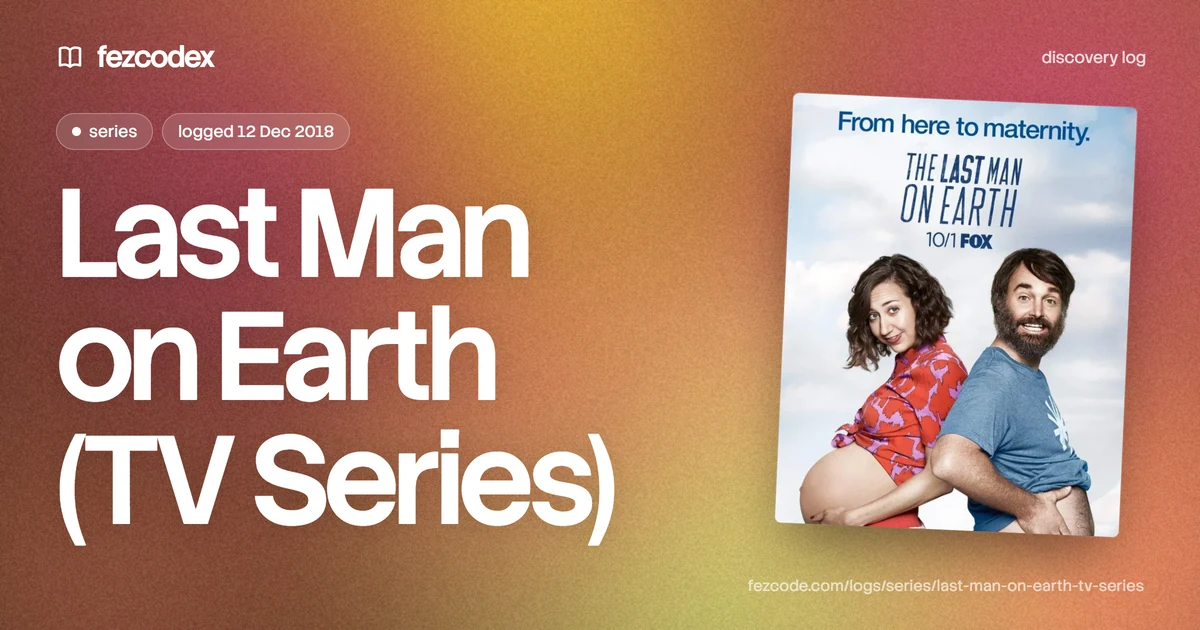 fezcodex
discovery log
series
logged 12 Dec 2018
Last Man
on Earth
(TV Series)
From here to maternity.
THE LAST MAN
ON EARTH
10/1 FOX
fezcode.com/logs/series/last-man-on-earth-tv-series